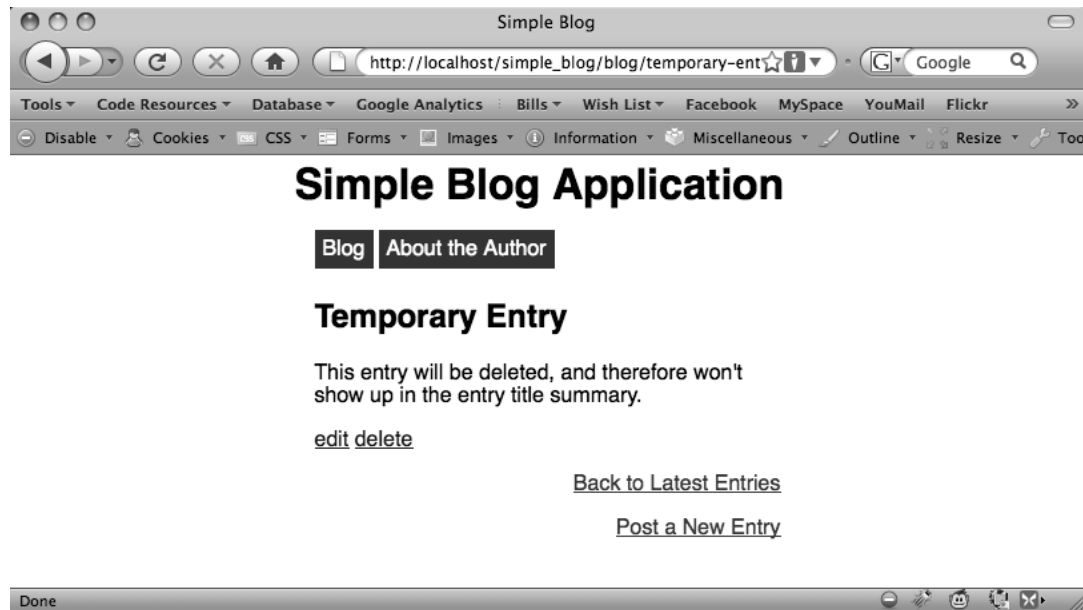 Simple Blog
http://localhost/simple_blog/blog/temporary-ent
G Google
Tools Code Resources Database Google Analytics Bills Wish List Facebook MySpace YouMail Flickr »
Disable Cookies CSS Forms Images Information Miscellaneous Outline Resize Too
Simple Blog Application
Blog About the Author
Temporary Entry
This entry will be deleted, and therefore won't
show up in the entry title summary.
edit delete
Back to Latest Entries
Post a New Entry
Done